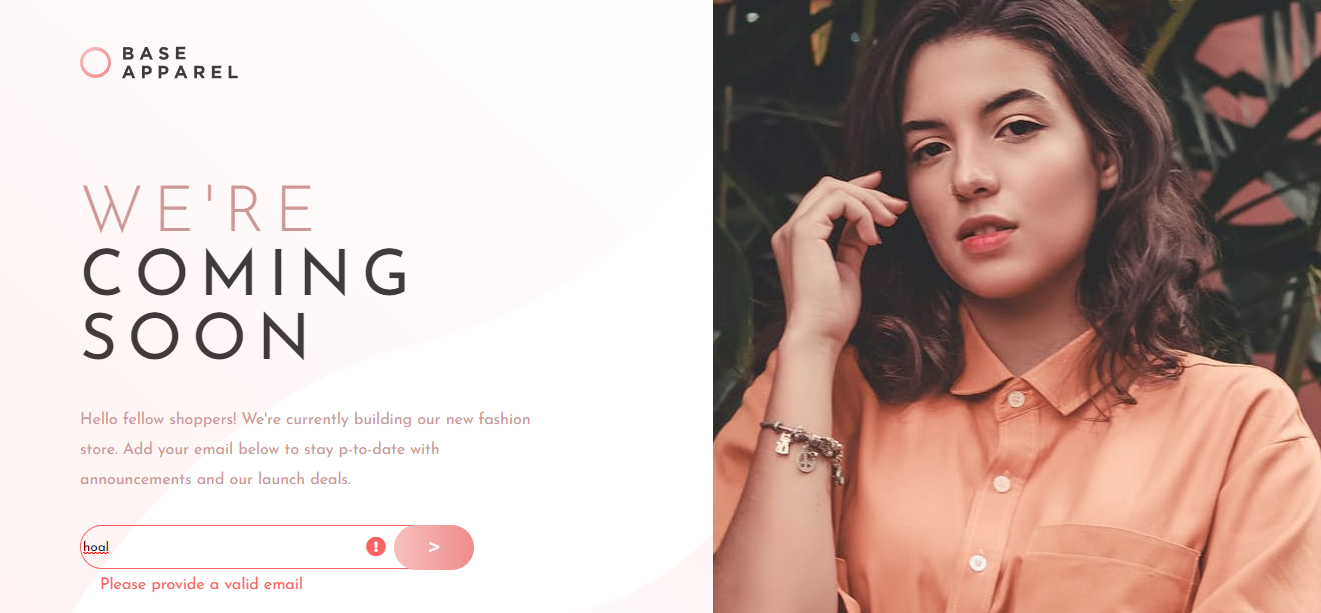 BASE
APPAREL
WE'RE
COMING
SOON
Hello fellow shoppers! We're currently building our new fashion
store. Add your email below to stay p-to-date with
announcements and our launch deals.
hoal ! >
Please provide a valid email